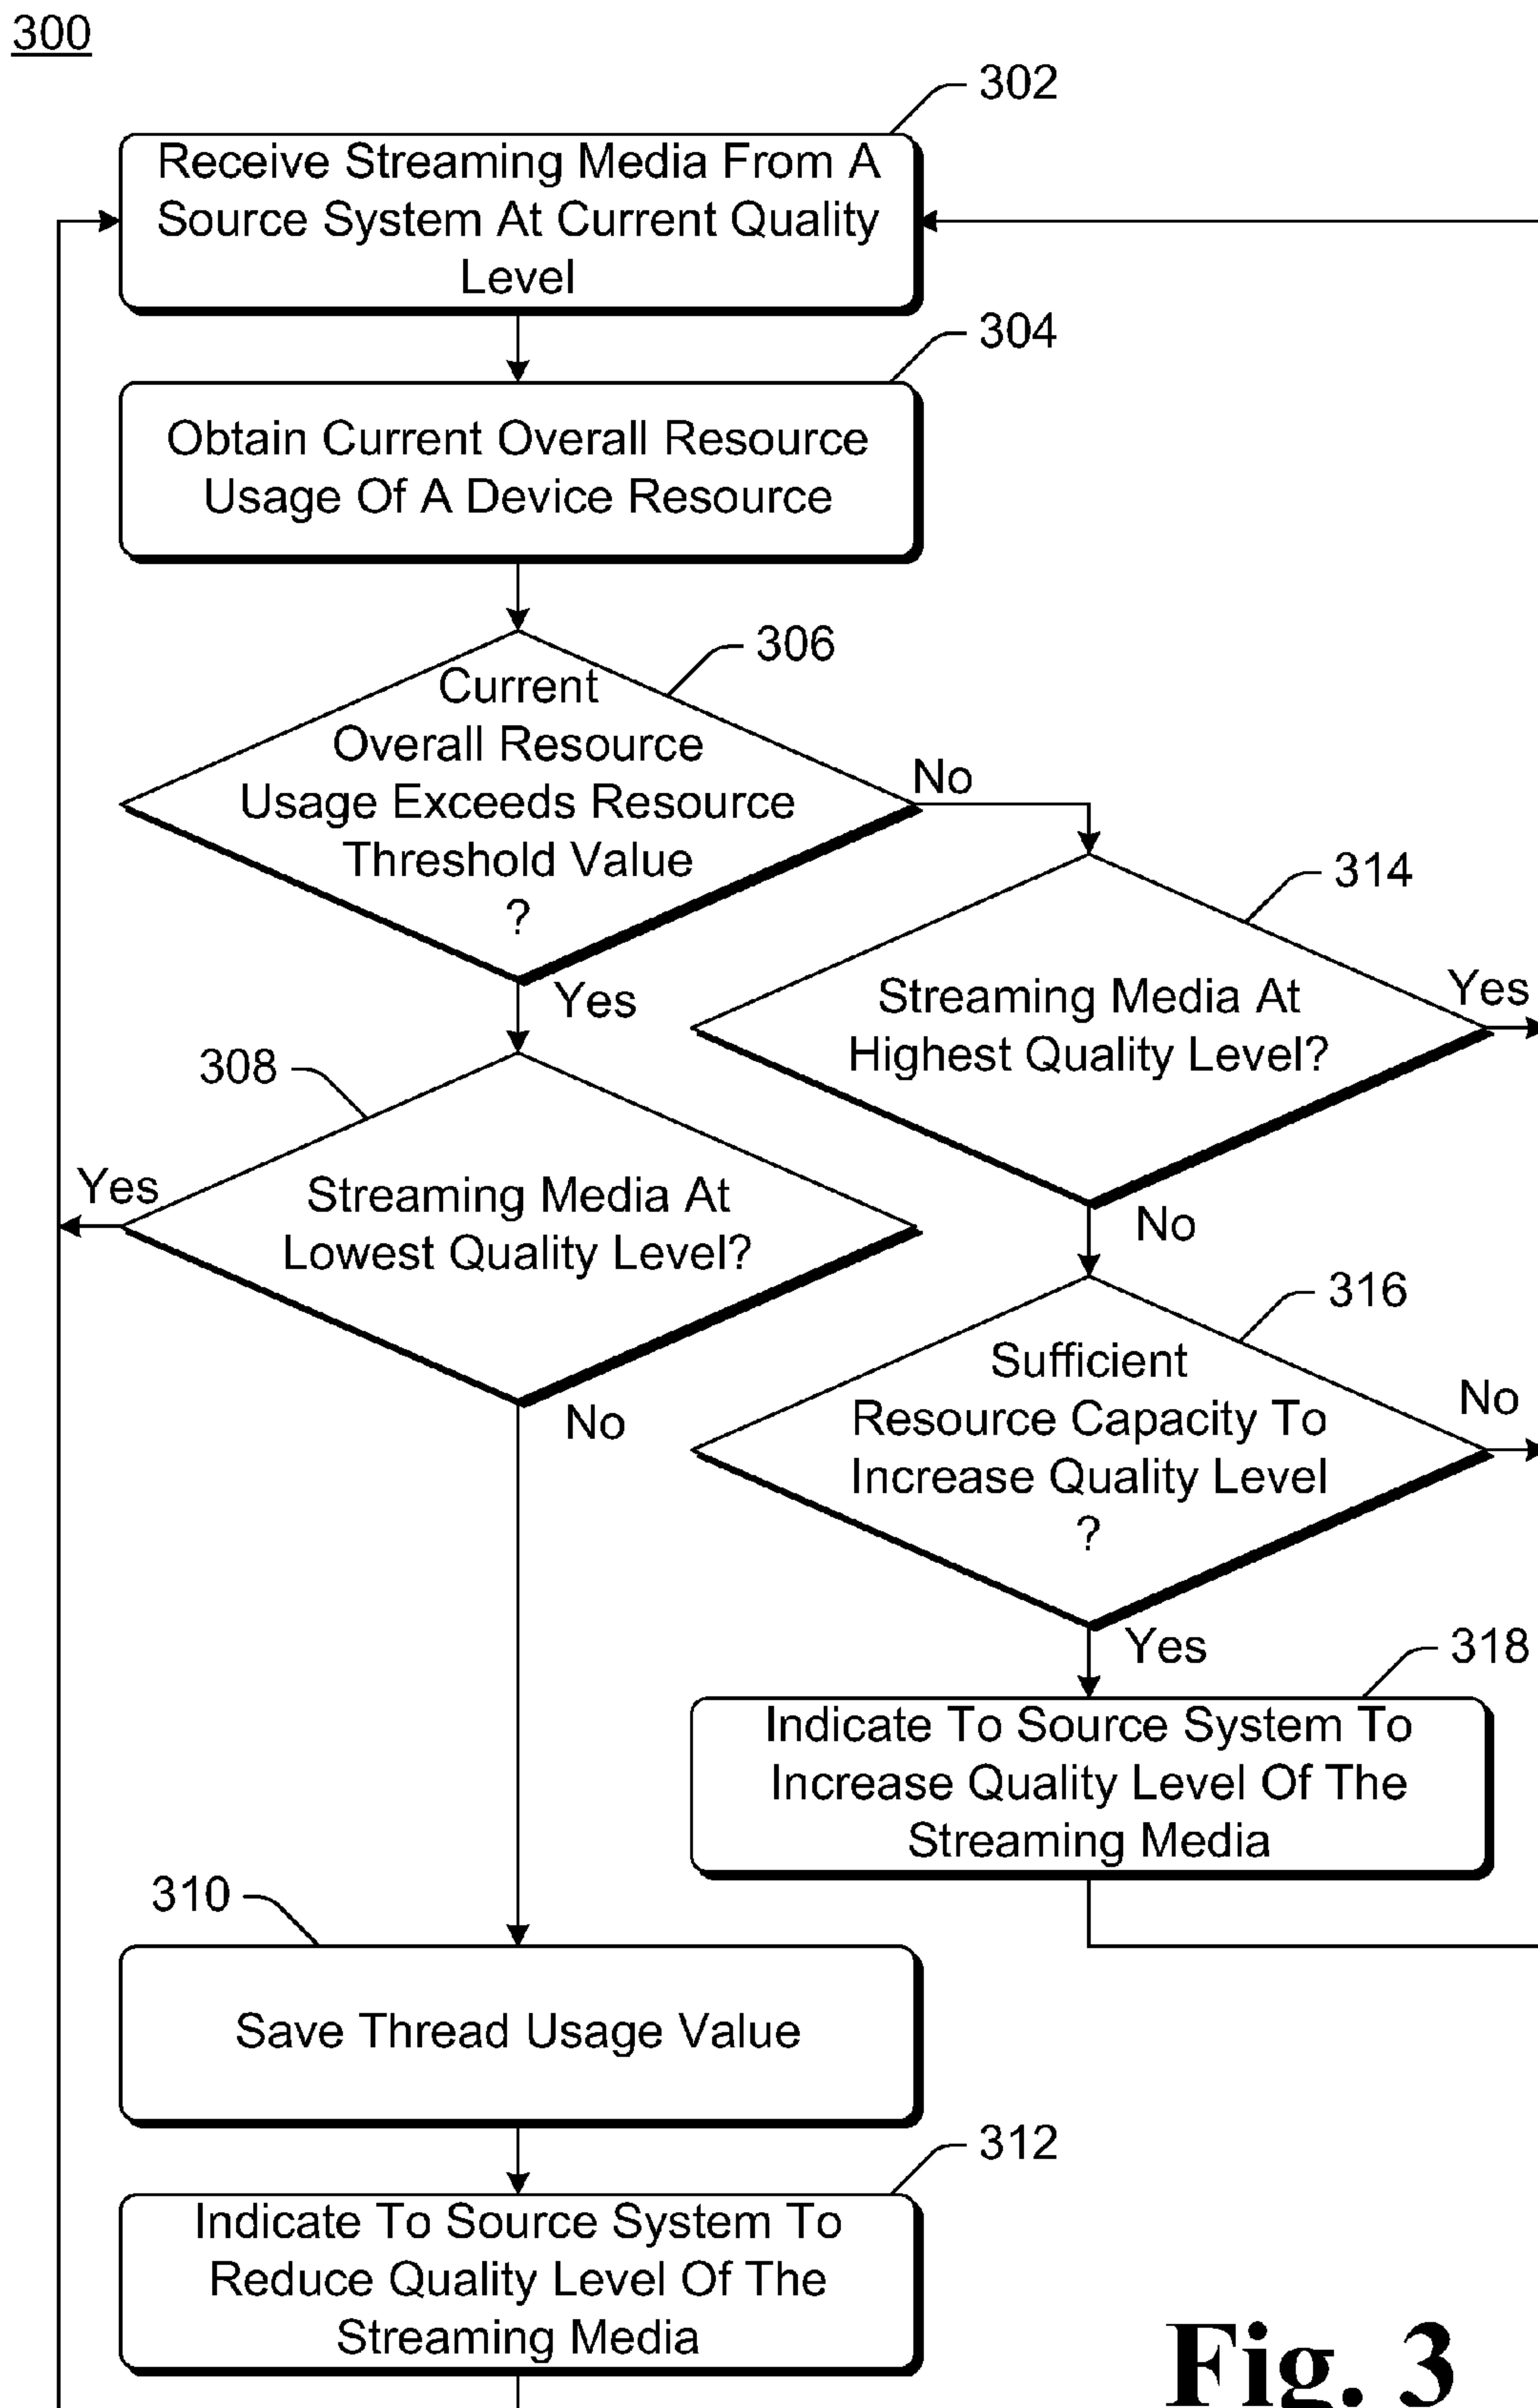 300
302
Receive Streaming Media From A
Source System At Current Quality
Level
304
Obtain Current Overall Resource
Usage Of A Device Resource
306
Current
Overall Resource
Usage Exceeds Resource
Threshold Value
?
No
Yes
314
Streaming Media At
Highest Quality Level?
Yes
No
308
Streaming Media At
Lowest Quality Level?
Yes
No
316
Sufficient
Resource Capacity To
Increase Quality Level
?
No
Yes
318
Indicate To Source System To
Increase Quality Level Of The
Streaming Media
310
Save Thread Usage Value
312
Indicate To Source System To
Reduce Quality Level Of The
Streaming Media
Fig. 3